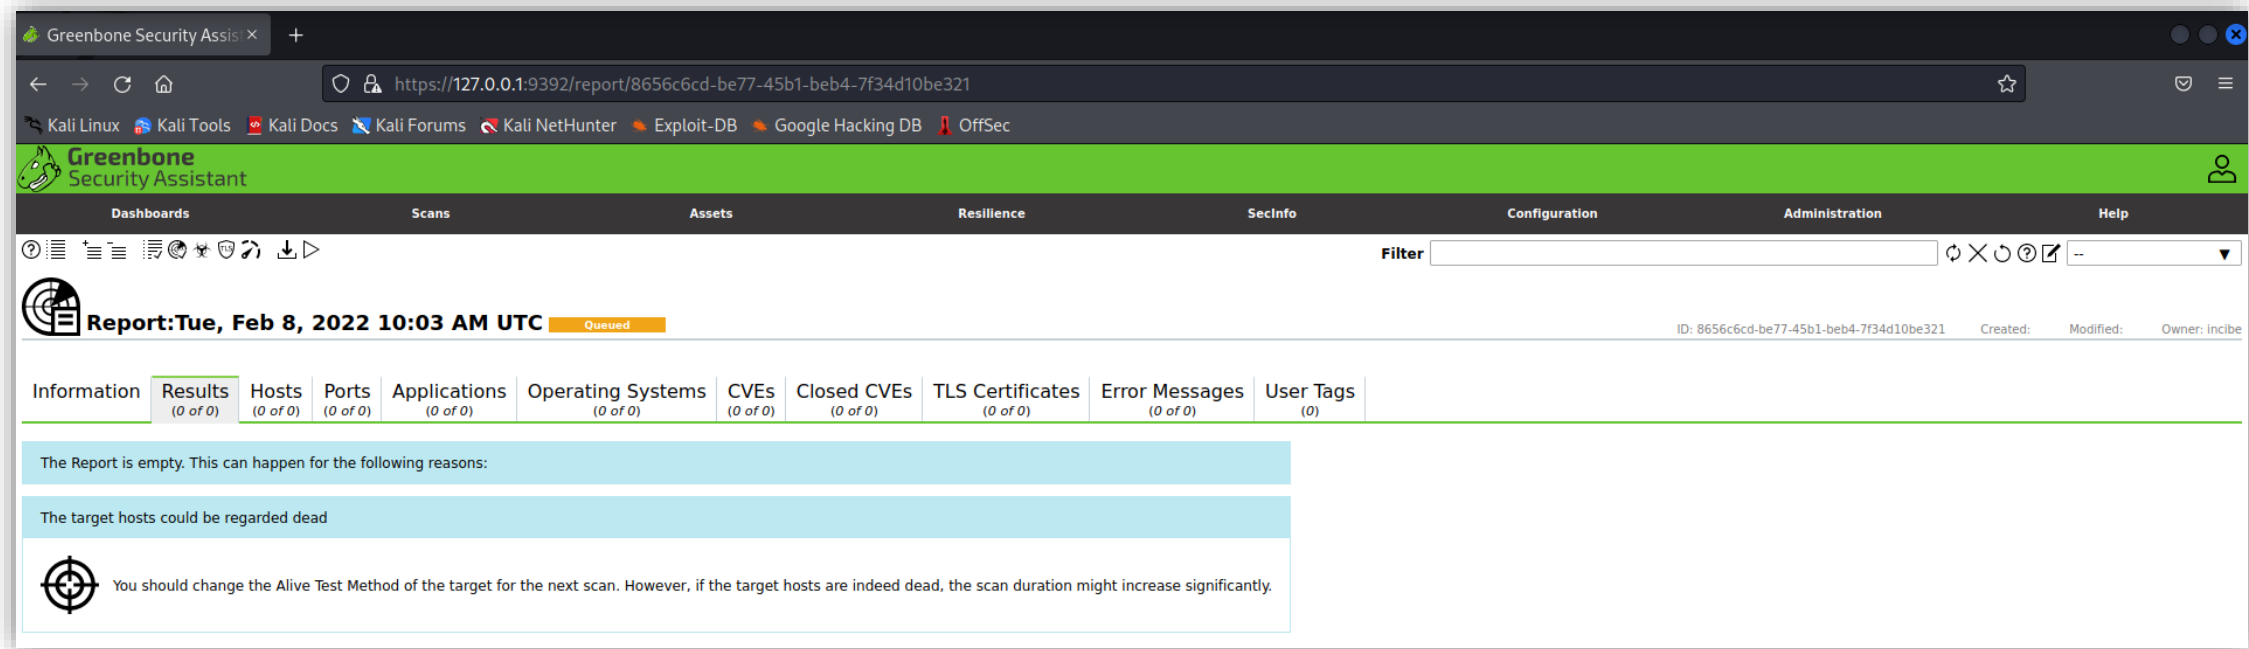 Greenbone Security Assis
https://127.0.0.1:9392/report/8656c6cd-be77-45b1-beb4-7f34d10be321
Kali Linux Kali Tools Kali Docs Kali Forums Kali NetHunter Exploit-DB Google Hacking DB OffSec
Greenbone
Security Assistant
Dashboards Scans Assets Resilience SecInfo Configuration Administration Help
TLS Filter --
Report:Tue, Feb 8, 2022 10:03 AM UTC Queued ID: 8656c6cd-be77-45b1-beb4-7f34d10be321 Created: Modified: Owner: incibe
Information Results Hosts Ports Applications Operating Systems CVEs Closed CVEs TLS Certificates Error Messages User Tags
(0 of 0) (0 of 0) (0 of 0) (0 of 0) (0 of 0) (0 of 0) (0 of 0) (0 of 0) (0 of 0) (0)
The Report is empty. This can happen for the following reasons:
The target hosts could be regarded dead
You should change the Alive Test Method of the target for the next scan. However, if the target hosts are indeed dead, the scan duration might increase significantly.